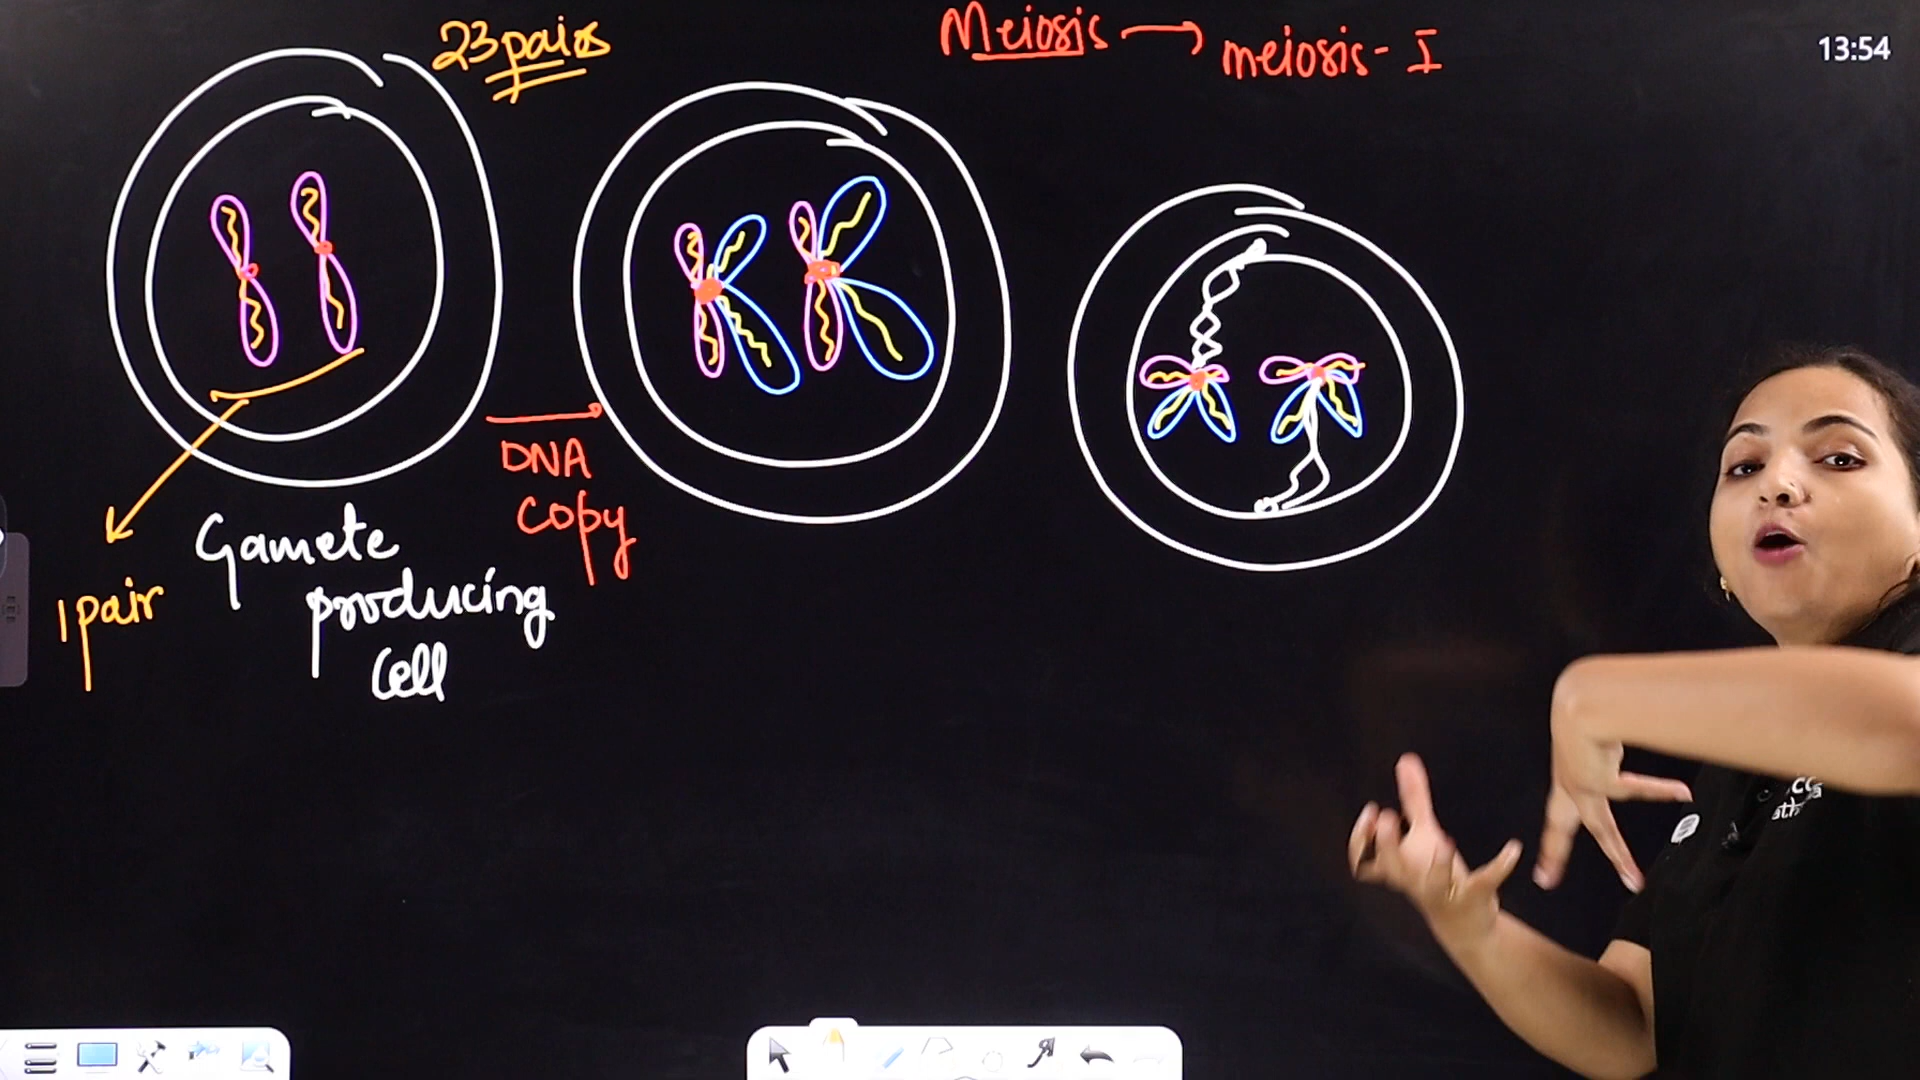 23 pairs
Meiosis → meiosis - I
13:54
DNA
Copy
1 pair
Gamete
producing
Cell